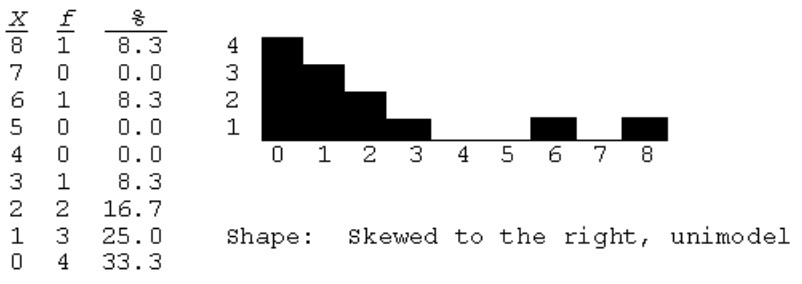 X f %
8 1 8.3
7 0 0.0
6 1 8.3
5 0 0.0
4 0 0.0
3 1 8.3
2 2 16.7
1 3 25.0
0 4 33.3
4
3
2
1
0 1 2 3 4 5 6 7 8
Shape: Skewed to the right, unimodel